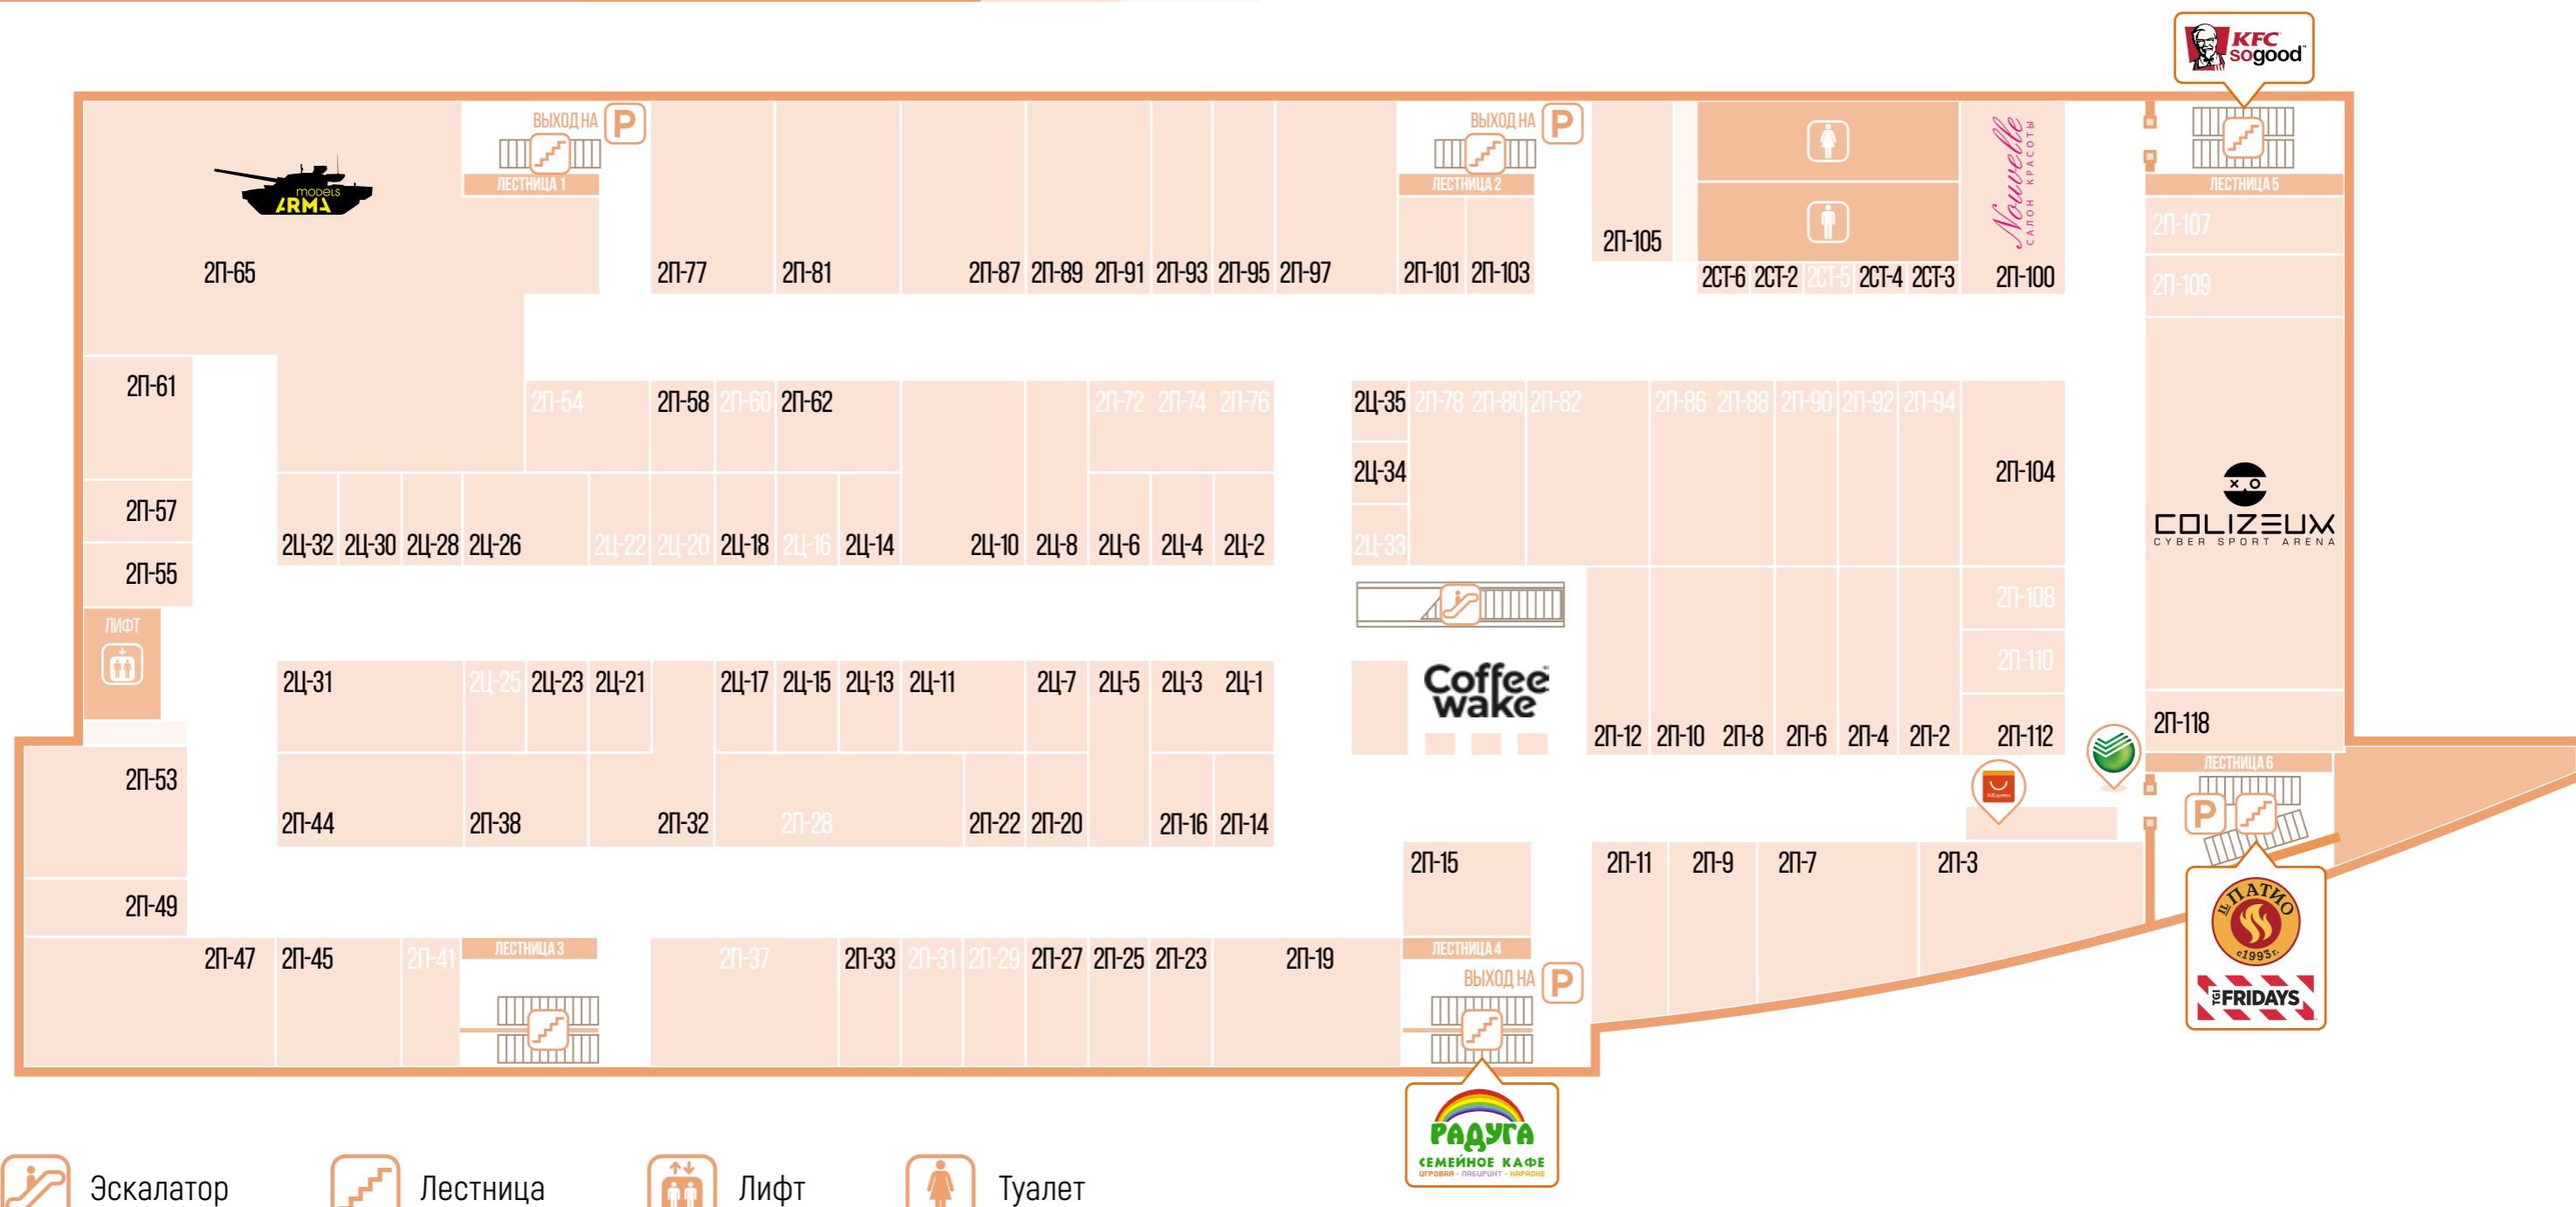 KFC
sogood
ВЫХОД НА P
ВЫХОД НА P
ЛЕСТНИЦА 1
ЛЕСТНИЦА 2
ЛЕСТНИЦА 5
models
ARMA
Nouvelle
САЛОН КРАСОТЫ
2П-107
2П-105
2П-65
2П-77
2П-81
2П-87
2П-89
2П-91
2П-93
2П-95
2П-97
2П-101
2П-103
2СТ-6
2СТ-2
2СТ-5
2СТ-4
2СТ-3
2П-100
2П-109
2П-61
2П-54
2П-58
2П-60
2П-62
2П-72
2П-74
2П-76
2Ц-35
2П-78
2П-80
2П-82
2П-86
2П-88
2П-90
2П-92
2П-94
2Ц-34
2П-104
2П-57
COLIZEUM
CYBER SPORT ARENA
2Ц-32
2Ц-30
2Ц-28
2Ц-26
2Ц-22
2Ц-20
2Ц-18
2Ц-16
2Ц-14
2Ц-10
2Ц-8
2Ц-6
2Ц-4
2Ц-2
2Ц-33
2П-55
2П-108
ЛИФТ
2П-110
2Ц-31
2Ц-25
2Ц-23
2Ц-21
2Ц-17
2Ц-15
2Ц-13
2Ц-11
2Ц-7
2Ц-5
2Ц-3
2Ц-1
Coffee
wake
2П-12
2П-10
2П-8
2П-6
2П-4
2П-2
2П-112
2П-118
ЛЕСТНИЦА 6
2П-53
AliExpress
P
2П-44
2П-38
2П-32
2П-28
2П-22
2П-20
2П-16
2П-14
2П-15
2П-11
2П-9
2П-7
2П-3
2П-49
IL ПАТИО
с1993г.
TGI FRIDAYS
2П-47
2П-45
2П-41
ЛЕСТНИЦА 3
2П-37
2П-33
2П-31
2П-29
2П-27
2П-25
2П-23
2П-19
ЛЕСТНИЦА 4
ВЫХОД НА P
РАДУГА
СЕМЕЙНОЕ КАФЕ
ИГРОВАЯ - ЛАБИРИНТ - КАРАОКЕ
Эскалатор
Лестница
Лифт
Туалет